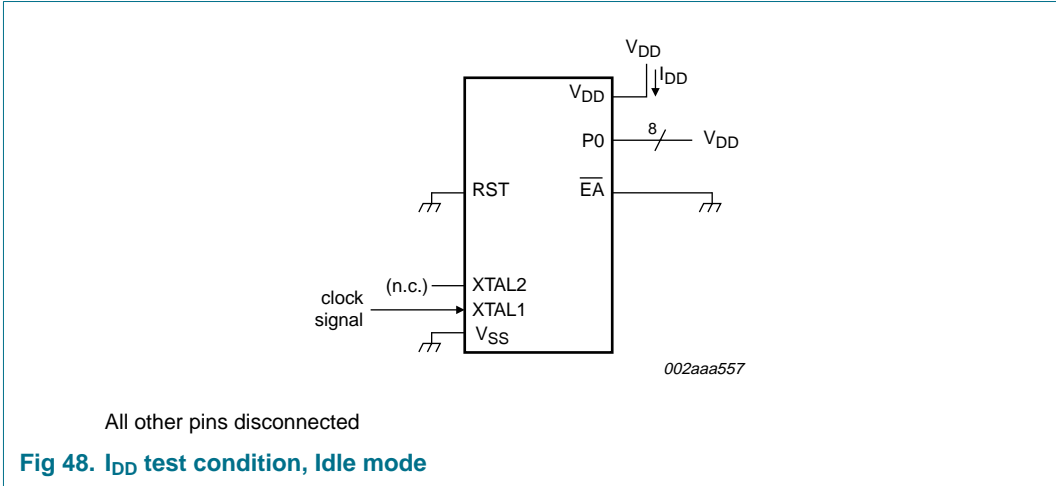 VDD
IDD
VDD
8
P0
VDD
RST
EA
(n.c.)
XTAL2
clock
signal
XTAL1
VSS
002aaa557
All other pins disconnected
Fig 48. IDD test condition, Idle mode